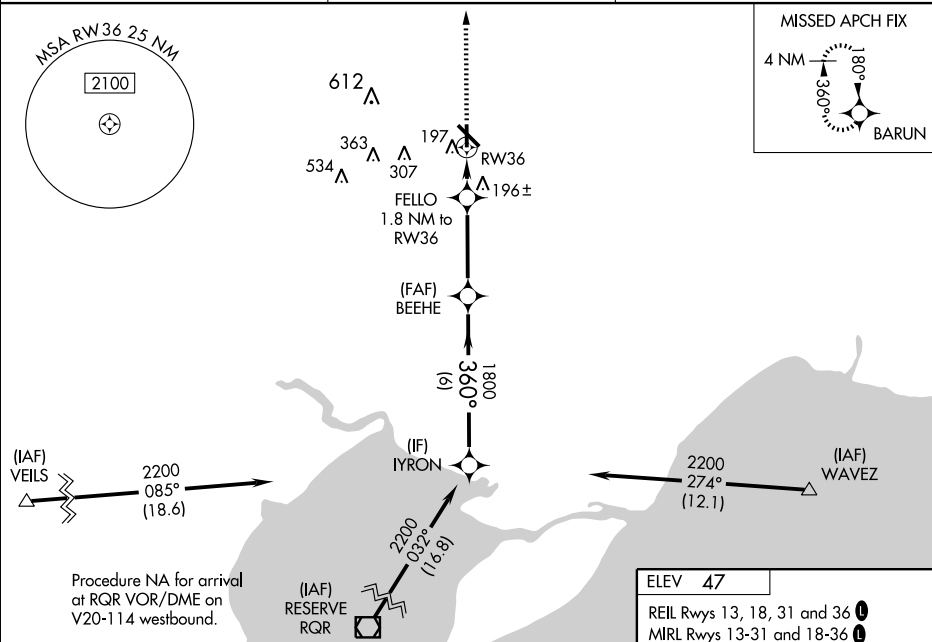 MSA RW36 25 NM
2100
MISSED APCH FIX
4 NM
180°
360°
BARUN
612
363
534
307
197
RW36
196±
FELLO
1.8 NM to
RW36
(FAF)
BEEHE
1800
360°
(6)
(IF)
IYRON
(IAF)
VEILS
2200
085°
(18.6)
2200
274°
(12.1)
(IAF)
WAVEZ
2200
032°
(16.8)
(IAF)
RESERVE
RQR
Procedure NA for arrival
at RQR VOR/DME on
V20-114 westbound.
ELEV 47
REIL Rwys 13, 18, 31 and 36 L
MIRL Rwys 13-31 and 18-36 L